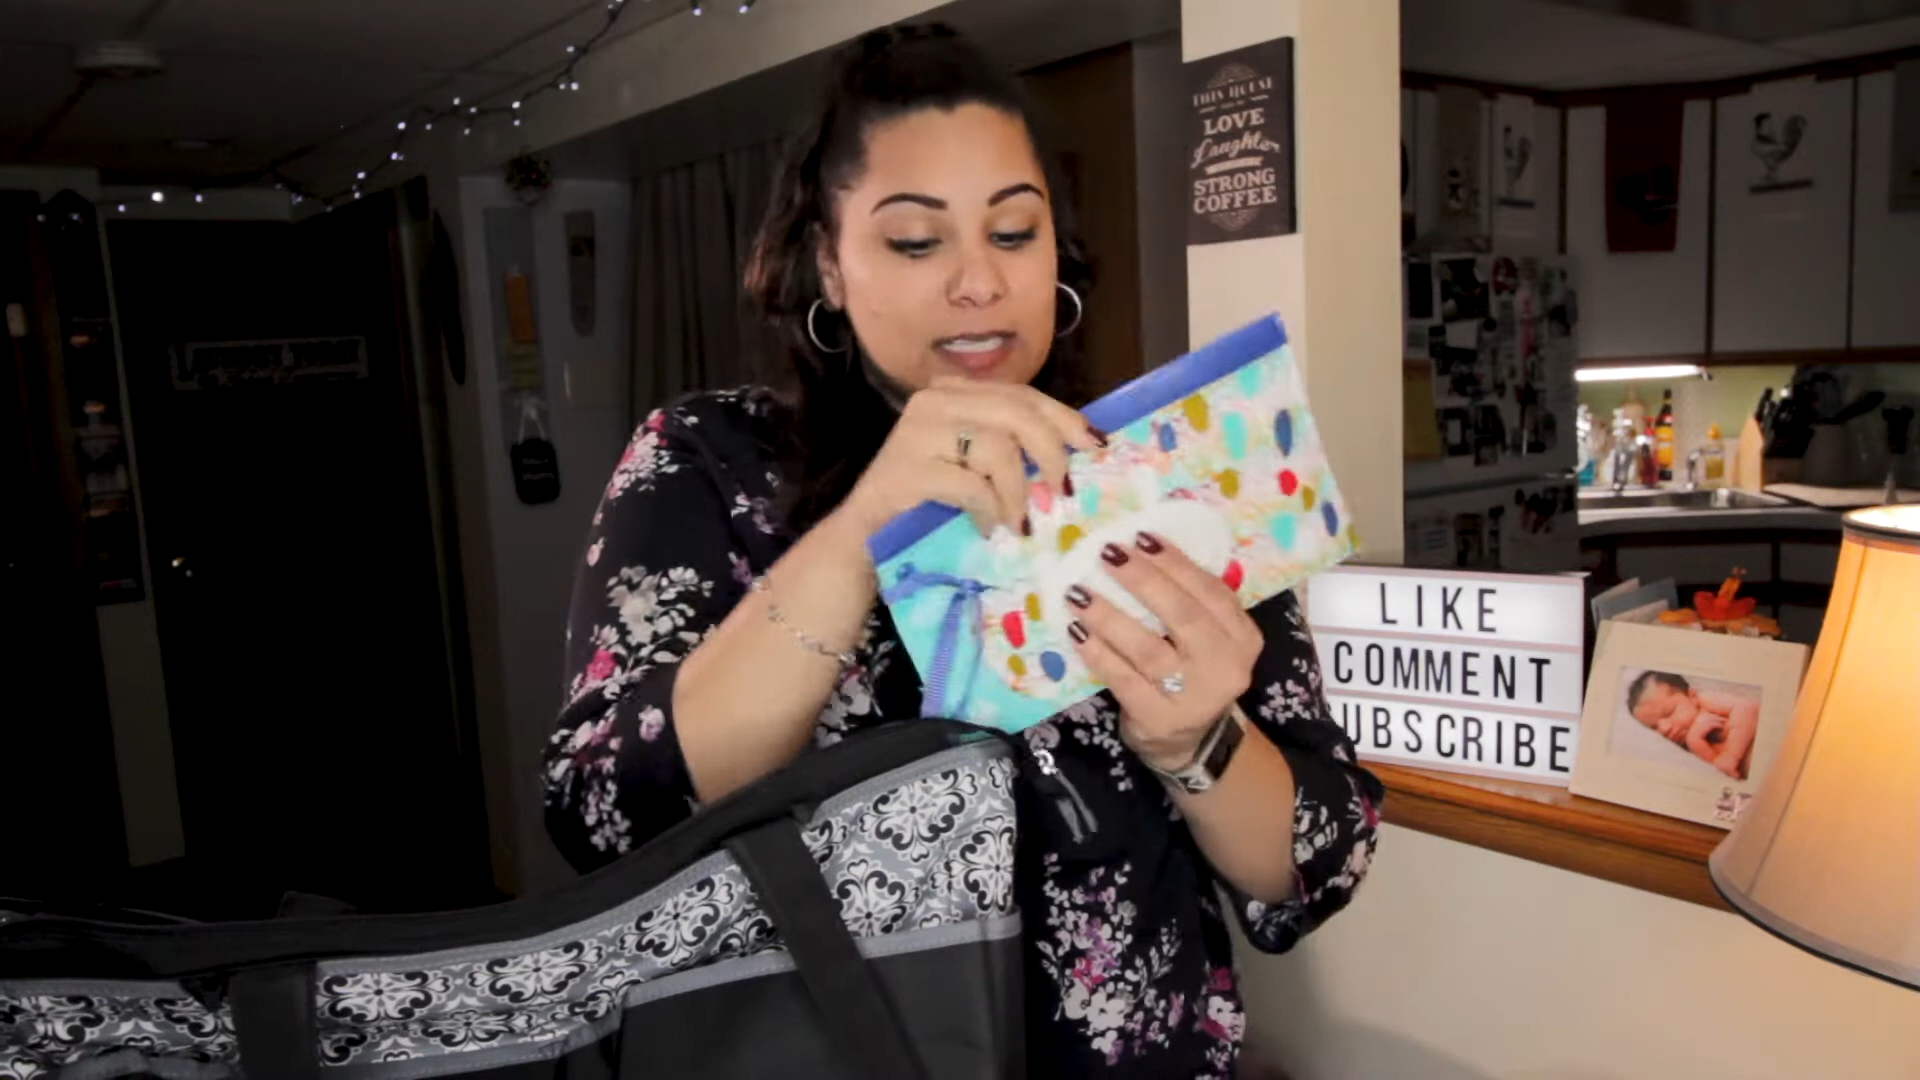 THIS HOUSE
LOVE
Laughter
STRONG
COFFEE
LIKE
COMMENT
UBSCRIBE